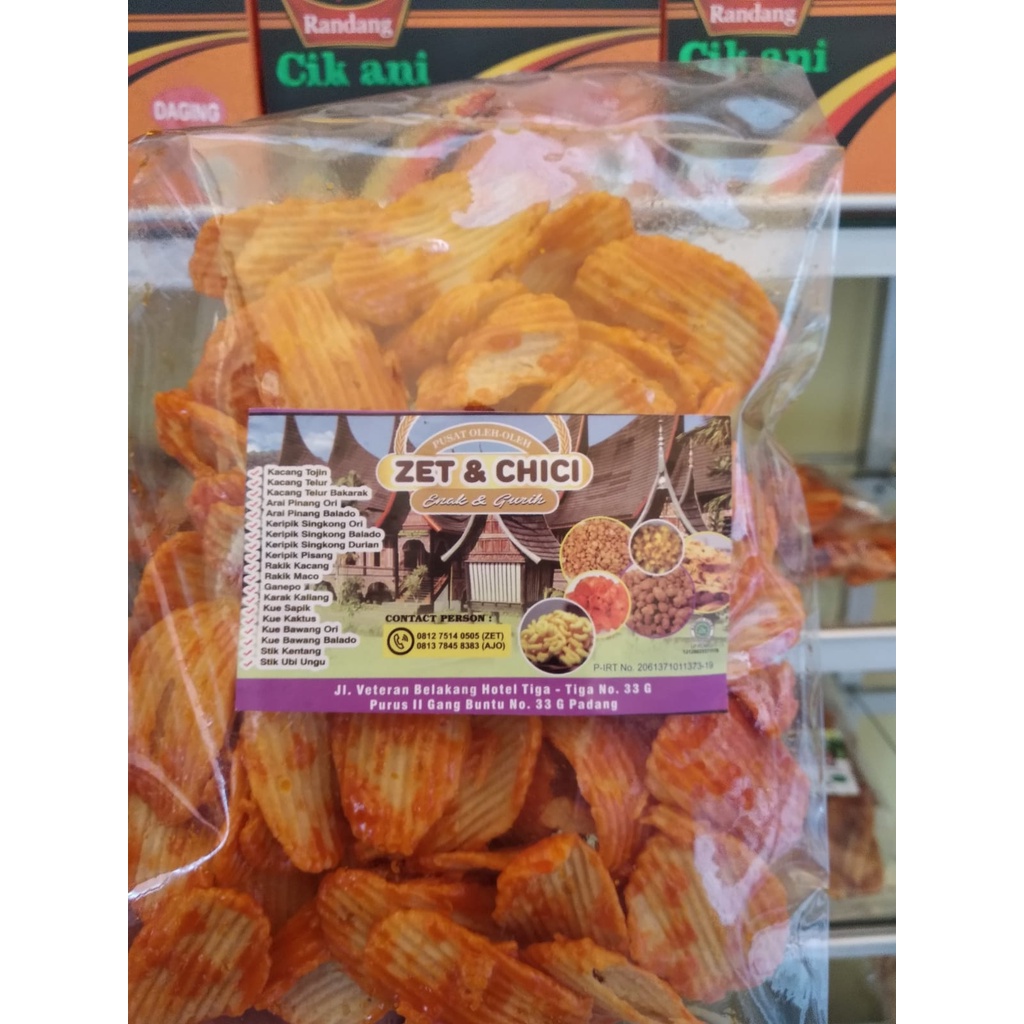 Randang
Cik ani
DAGING
Randang
Cik ani
PUSAT OLEH-OLEH
ZET & CHICI
Enak & Gurih
Kacang Tojin
Kacang Telur
Kacang Telur Bakarak
Arai Pinang Ori
Arai Pinang Balado
Keripik Singkong Ori
Keripik Singkong Balado
Keripik Singkong Durian
Keripik Pisang
Rakik Kacang
Rakik Maco
Ganepo
Karak Kaliang
Kue Sapik
Kue Kaktus
Kue Bawang Ori
Kue Bawang Balado
Stik Kentang
Stik Ubi Ungu
CONTACT PERSON :
0812 7514 0505 (ZET)
0813 7845 8383 (AJO)
P-IRT No. 2061371011373-19
Jl. Veteran Belakang Hotel Tiga - Tiga No. 33 G
Purus II Gang Buntu No. 33 G Padang